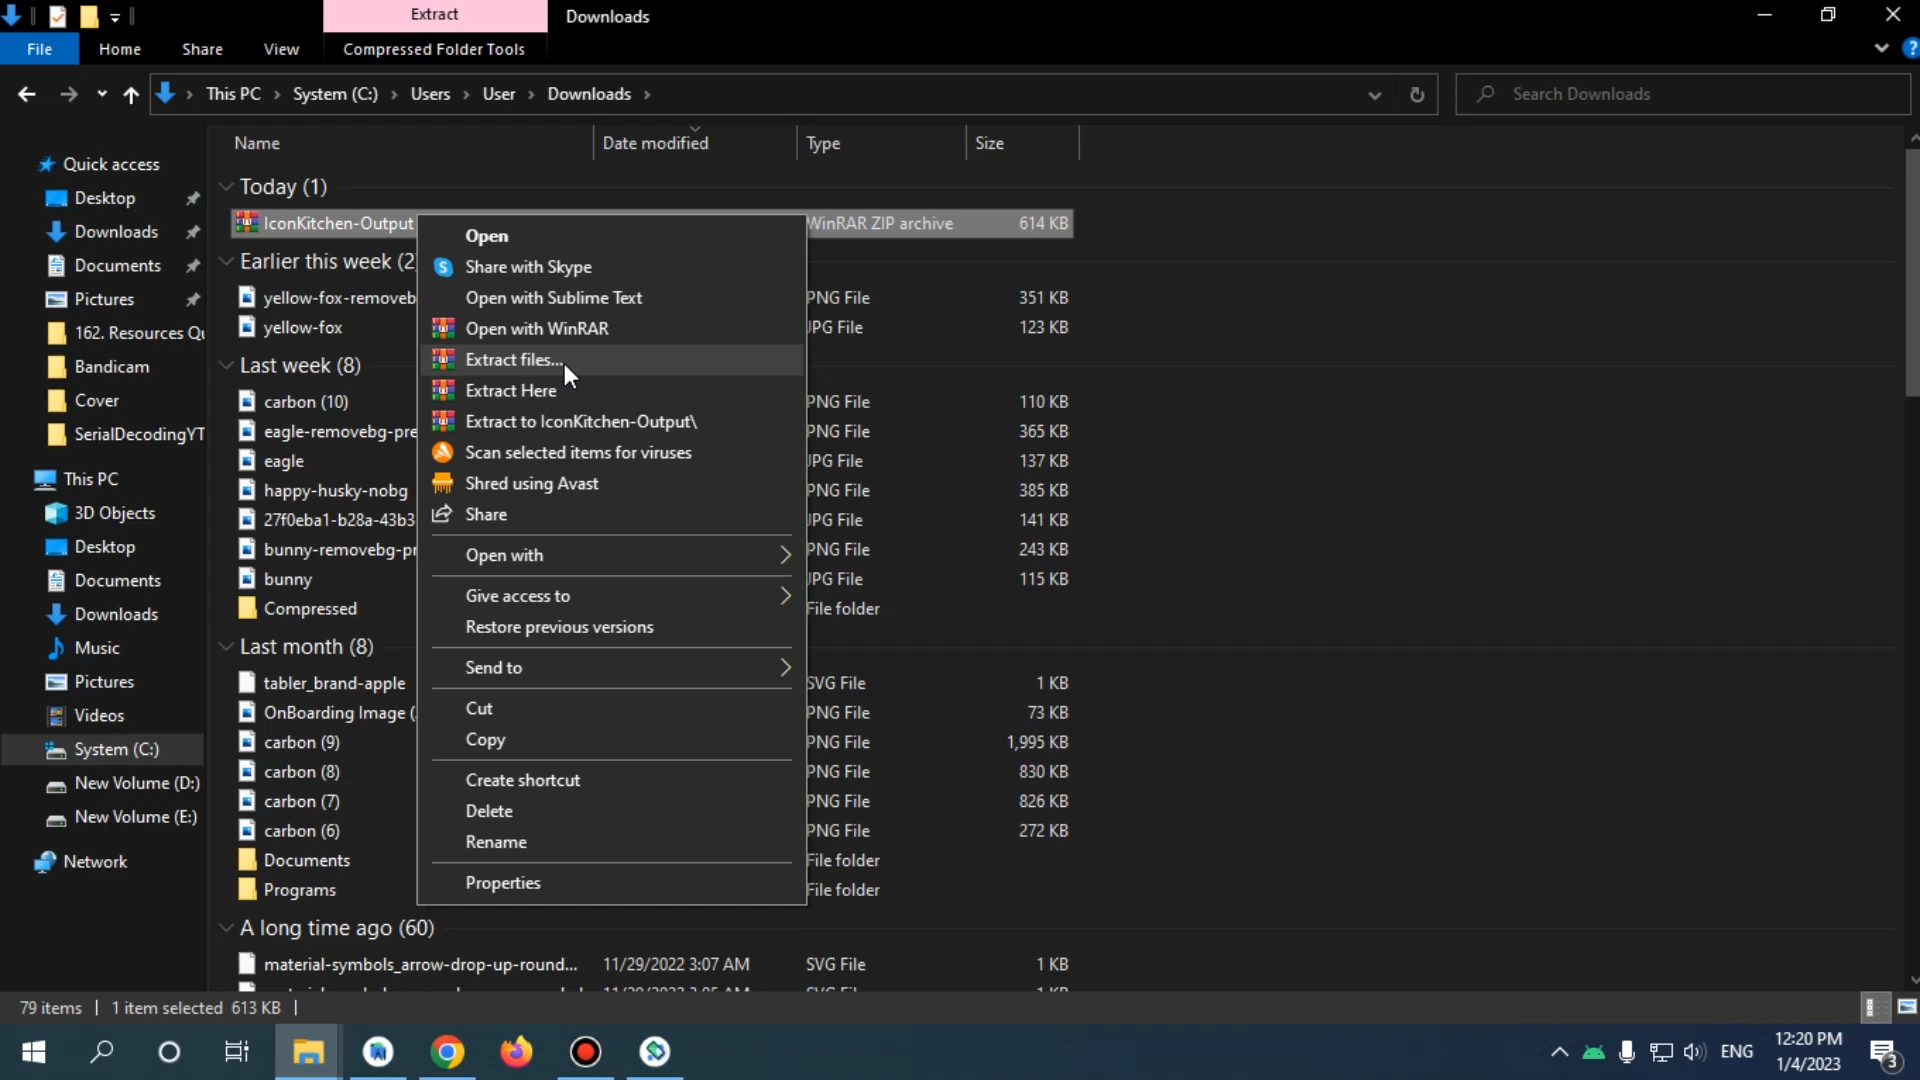 Extract
Downloads
File
Home
Share
View
Compressed Folder Tools
This PC
System (C:)
Users
User
Downloads
Search Downloads
Name
Date modified
Type
Size
Quick access
Desktop
Downloads
Documents
Pictures
162. Resources Qu
Bandicam
Cover
SerialDecodingYT
This PC
3D Objects
Desktop
Documents
Downloads
Music
Pictures
Videos
System (C:)
New Volume (D:)
New Volume (E:)
Network
Today (1)
IconKitchen-Output WinRAR ZIP archive 614 KB
Earlier this week (2)
yellow-fox-removeb PNG File 351 KB
yellow-fox JPG File 123 KB
Last week (8)
carbon (10) PNG File 110 KB
eagle-removebg-pre PNG File 365 KB
eagle JPG File 137 KB
happy-husky-nobg PNG File 385 KB
27f0eba1-b28a-43b3 JPG File 141 KB
bunny-removebg-pr PNG File 243 KB
bunny JPG File 115 KB
Compressed File folder
Last month (8)
tabler_brand-apple SVG File 1 KB
OnBoarding Image ( PNG File 73 KB
carbon (9) PNG File 1,995 KB
carbon (8) PNG File 830 KB
carbon (7) PNG File 826 KB
carbon (6) PNG File 272 KB
Documents File folder
Programs File folder
A long time ago (60)
material-symbols_arrow-drop-up-round... 11/29/2022 3:07 AM SVG File 1 KB
Open
Share with Skype
Open with Sublime Text
Open with WinRAR
Extract files...
Extract Here
Extract to IconKitchen-Output\
Scan selected items for viruses
Shred using Avast
Share
Open with
Give access to
Restore previous versions
Send to
Cut
Copy
Create shortcut
Delete
Rename
Properties
79 items
1 item selected 613 KB
ENG
12:20 PM
1/4/2023
3